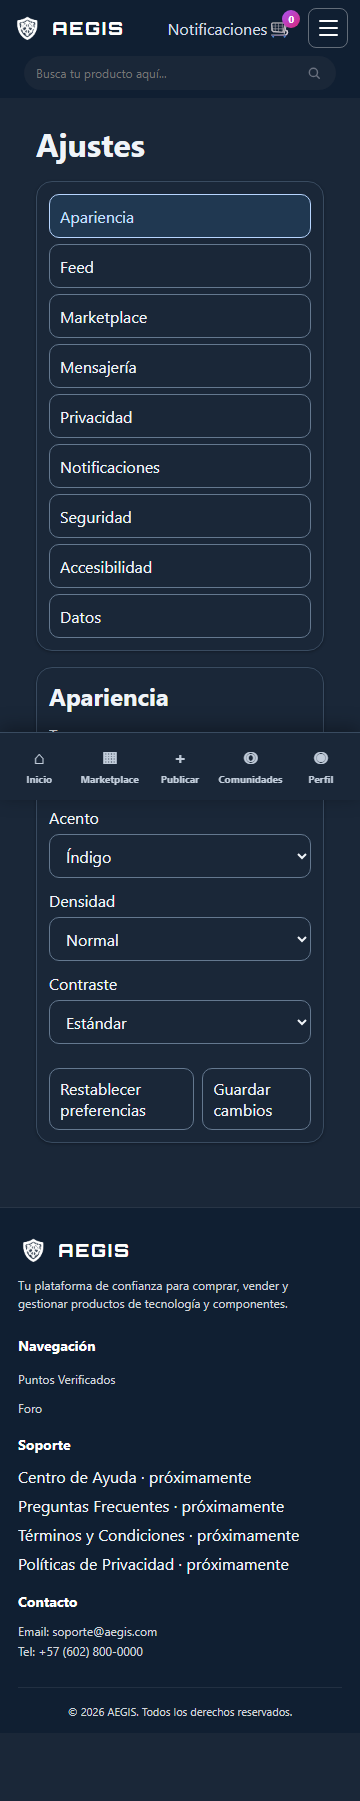 AEGIS
Notificaciones
0
Busca tu producto aquí...
Ajustes
Apariencia
Feed
Marketplace
Mensajería
Privacidad
Notificaciones
Seguridad
Accesibilidad
Datos
Apariencia
Inicio
Marketplace
Publicar
Comunidades
Perfil
Acento
Índigo
Densidad
Normal
Contraste
Estándar
Restablecer
preferencias
Guardar
cambios
AEGIS
Tu plataforma de confianza para comprar, vender y
gestionar productos de tecnología y componentes.
Navegación
Puntos Verificados
Foro
Soporte
Centro de Ayuda · próximamente
Preguntas Frecuentes · próximamente
Términos y Condiciones · próximamente
Políticas de Privacidad · próximamente
Contacto
Email: soporte@aegis.com
Tel: +57 (602) 800-0000
© 2026 AEGIS. Todos los derechos reservados.